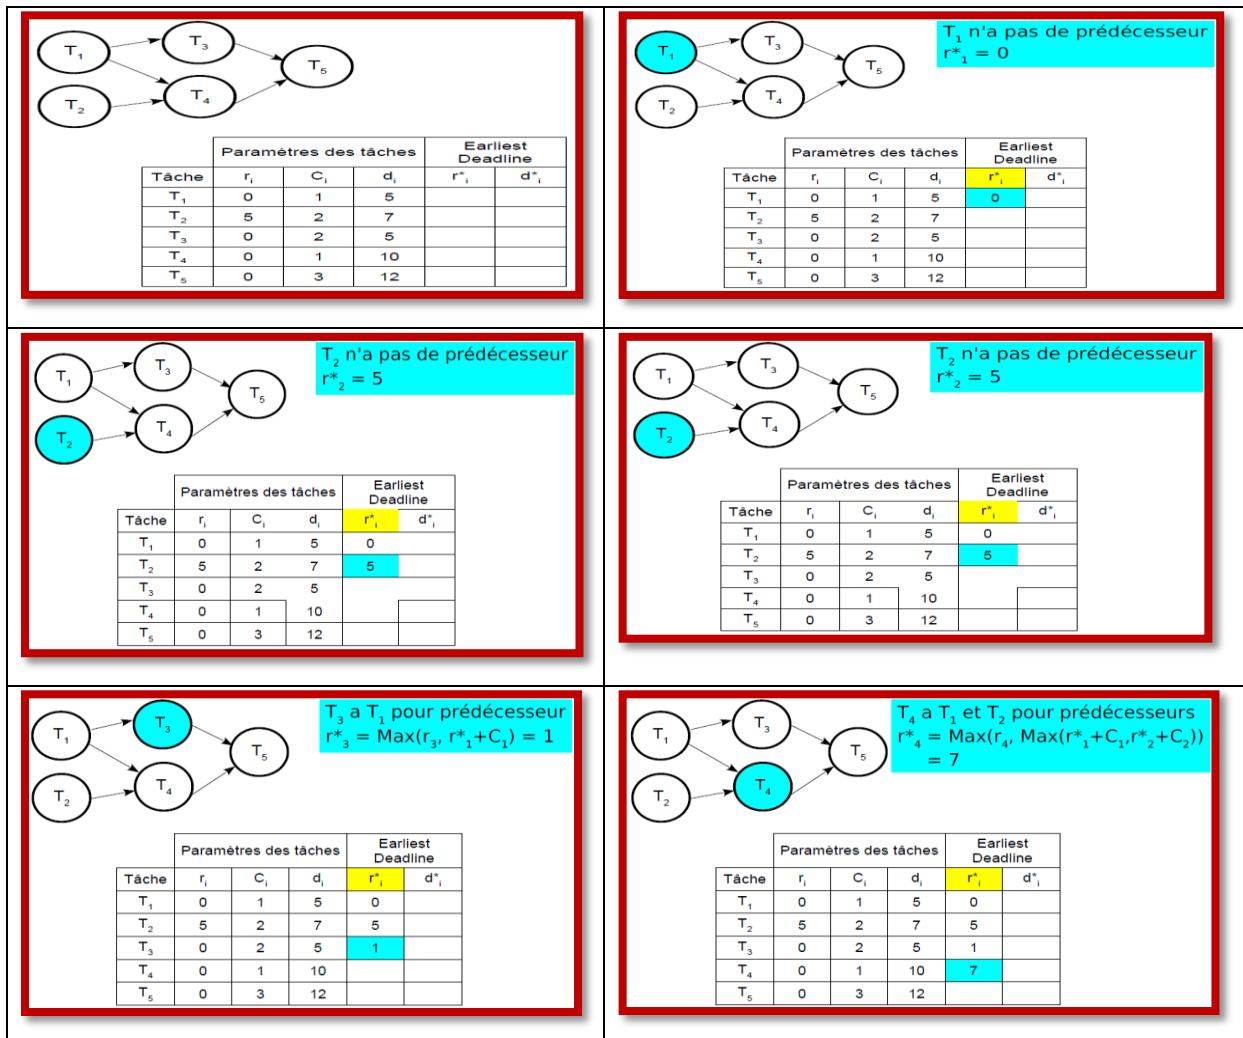 T1
T3
T5
T2
T4
Paramètres des tâches Earliest Deadline
Tâche ri Ci di r*i d*i
T1 0 1 5
T2 5 2 7
T3 0 2 5
T4 0 1 10
T5 0 3 12
T1 n'a pas de prédécesseur
r*1 = 0
T1
T3
T5
T2
T4
Paramètres des tâches Earliest Deadline
Tâche ri Ci di r*i d*i
T1 0 1 5 0
T2 5 2 7
T3 0 2 5
T4 0 1 10
T5 0 3 12
T2 n'a pas de prédécesseur
r*2 = 5
T1
T3
T5
T2
T4
Paramètres des tâches Earliest Deadline
Tâche ri Ci di r*i d*i
T1 0 1 5 0
T2 5 2 7 5
T3 0 2 5
T4 0 1 10
T5 0 3 12
T2 n'a pas de prédécesseur
r*2 = 5
T1
T3
T5
T2
T4
Paramètres des tâches Earliest Deadline
Tâche ri Ci di r*i d*i
T1 0 1 5 0
T2 5 2 7 5
T3 0 2 5
T4 0 1 10
T5 0 3 12
T3 a T1 pour prédécesseur
r*3 = Max(r3, r*1+C1) = 1
T1
T3
T5
T2
T4
Paramètres des tâches Earliest Deadline
Tâche ri Ci di r*i d*i
T1 0 1 5 0
T2 5 2 7 5
T3 0 2 5 1
T4 0 1 10
T5 0 3 12
T4 a T1 et T2 pour prédécesseurs
r*4 = Max(r4, Max(r*1+C1,r*2+C2))
= 7
T1
T3
T5
T2
T4
Paramètres des tâches Earliest Deadline
Tâche ri Ci di r*i d*i
T1 0 1 5 0
T2 5 2 7 5
T3 0 2 5 1
T4 0 1 10 7
T5 0 3 12